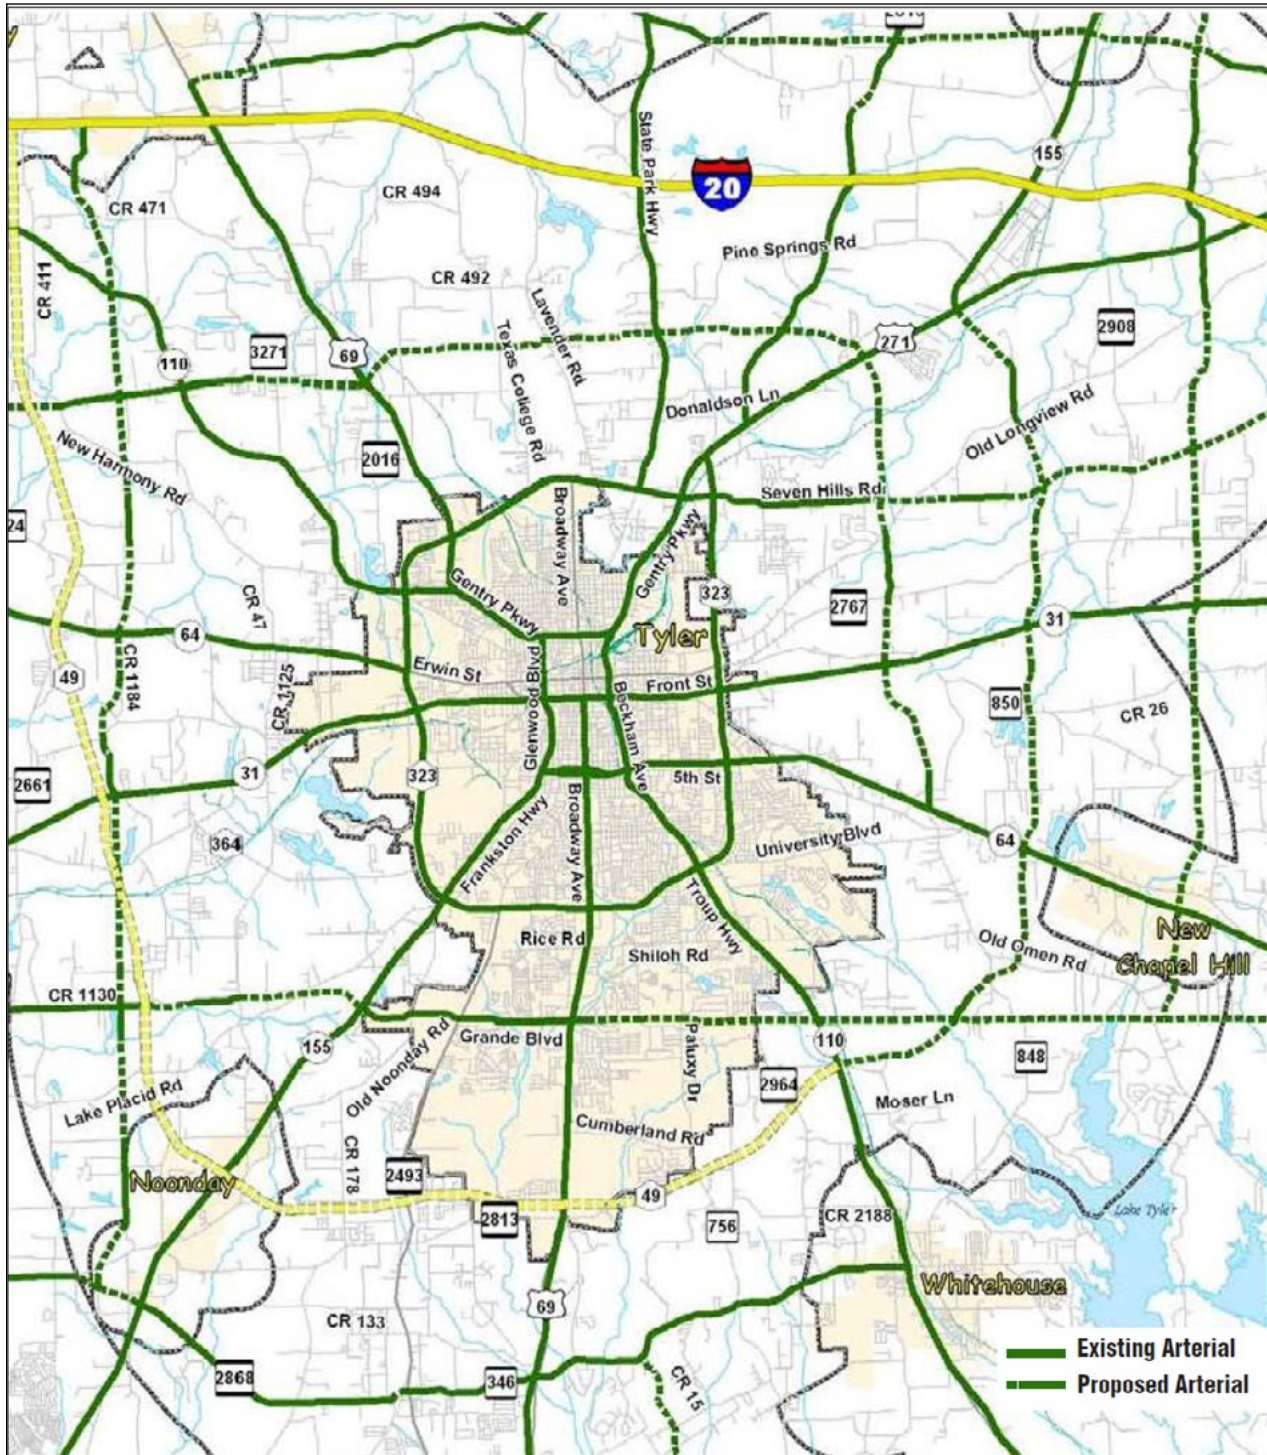 155
State Park Hwy
20
CR 494
CR 471
Pine Springs Rd
CR 411
CR 492
Lavender Rd
2908
Texas College Rd
3271
69
110
271
Donaldson Ln
Old Longview Rd
New Harmony Rd
2016
Seven Hills Rd
Broadway Ave
24
Gentry Pkwy
Gentry Pkwy
323
2767
CR 47
31
64
Tyler
Erwin St
Front St
49
CR 1184
CR 1125
Glenwood Blvd
Beckham Ave
850
CR 26
2661
31
323
5th St
Frankston Hwy
Broadway Ave
University Blvd
364
64
Troup Hwy
New
Chapel Hill
Rice Rd
Shiloh Rd
Old Omen Rd
CR 1130
155
Old Noonday Rd
Grande Blvd
Paluxy Dr
110
848
2964
Lake Placid Rd
Moser Ln
Cumberland Rd
CR 178
2493
Noonday
49
2813
756
CR 2188
Lake Tyler
69
Whitehouse
CR 133
2868
346
CR 15
Existing Arterial
Proposed Arterial